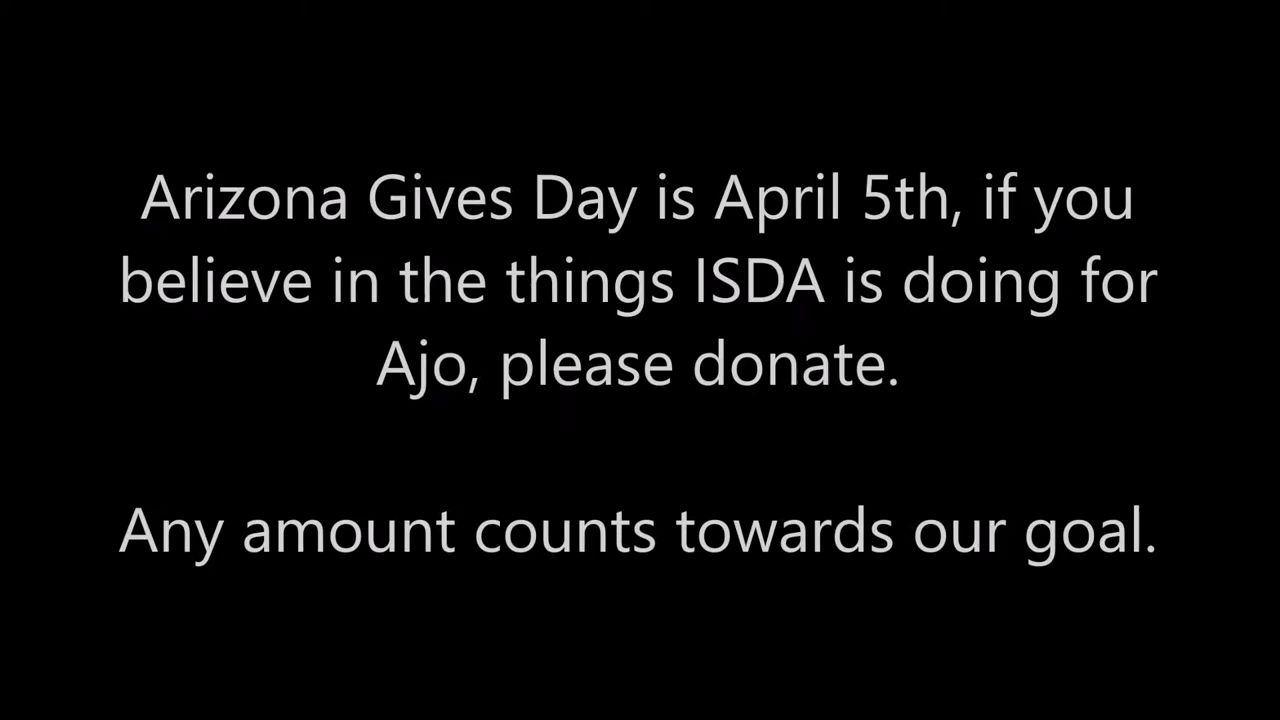 Arizona Gives Day is April 5th, if you
believe in the things ISDA is doing for
Ajo, please donate.
Any amount counts towards our goal.